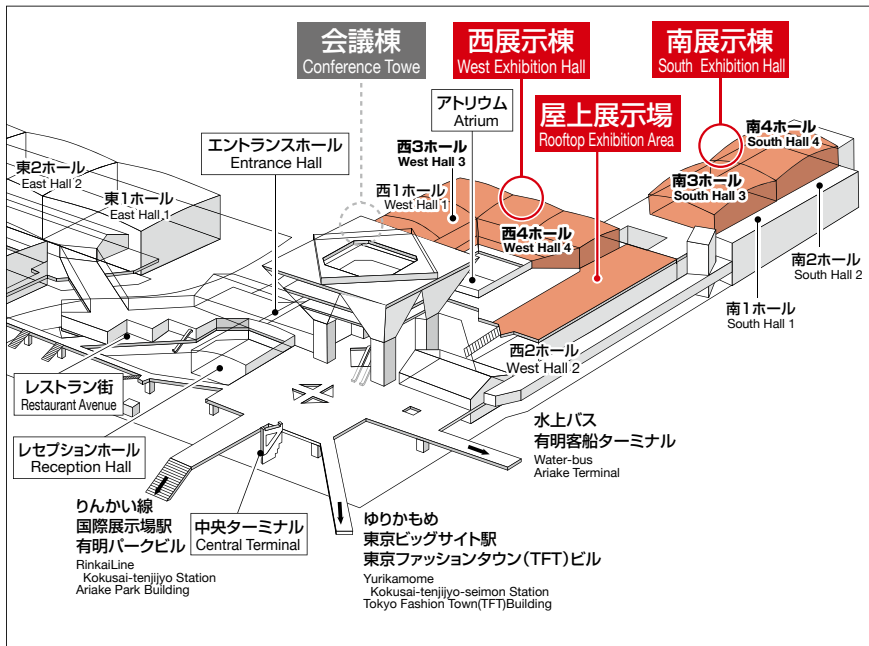 会議棟
Conference Towe
西展示棟
West Exhibition Hall
南展示棟
South Exhibition Hall
屋上展示場
Rooftop Exhibition Area
アトリウム
Atrium
エントランスホール
Entrance Hall
西3ホール
West Hall 3
西1ホール
West Hall 1
西4ホール
West Hall 4
南4ホール
South Hall 4
南3ホール
South Hall 3
東2ホール
East Hall 2
東1ホール
East Hall 1
南2ホール
South Hall 2
南1ホール
South Hall 1
西2ホール
West Hall 2
レストラン街
Restaurant Avenue
レセプションホール
Reception Hall
水上バス
有明客船ターミナル
Water-bus
Ariake Terminal
りんかい線
国際展示場駅
有明パークビル
RinkaiLine
Kokusai-tenjijyo Station
Ariake Park Building
中央ターミナル
Central Terminal
ゆりかもめ
東京ビッグサイト駅
東京ファッションタウン（TFT）ビル
Yurikamome
Kokusai-tenjijyo-seimon Station
Tokyo Fashion Town(TFT)Building